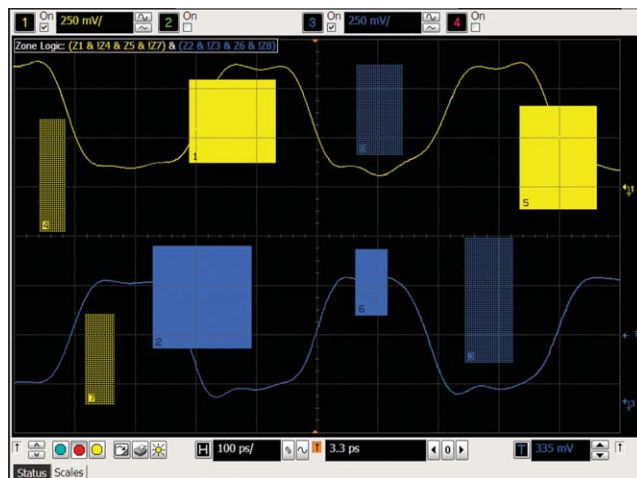 1 On 250 mV/ 2 On 3 On 250 mV/ 4 On
Zone Logic: (Z1 & !Z4 & Z5 & !Z7) & (Z2 & !Z3 & Z6 & !Z8)
1
4
5
1
6
2
7
3
H 100 ps/ T 3.3 ps 0 T 335 mV T
Status Scales